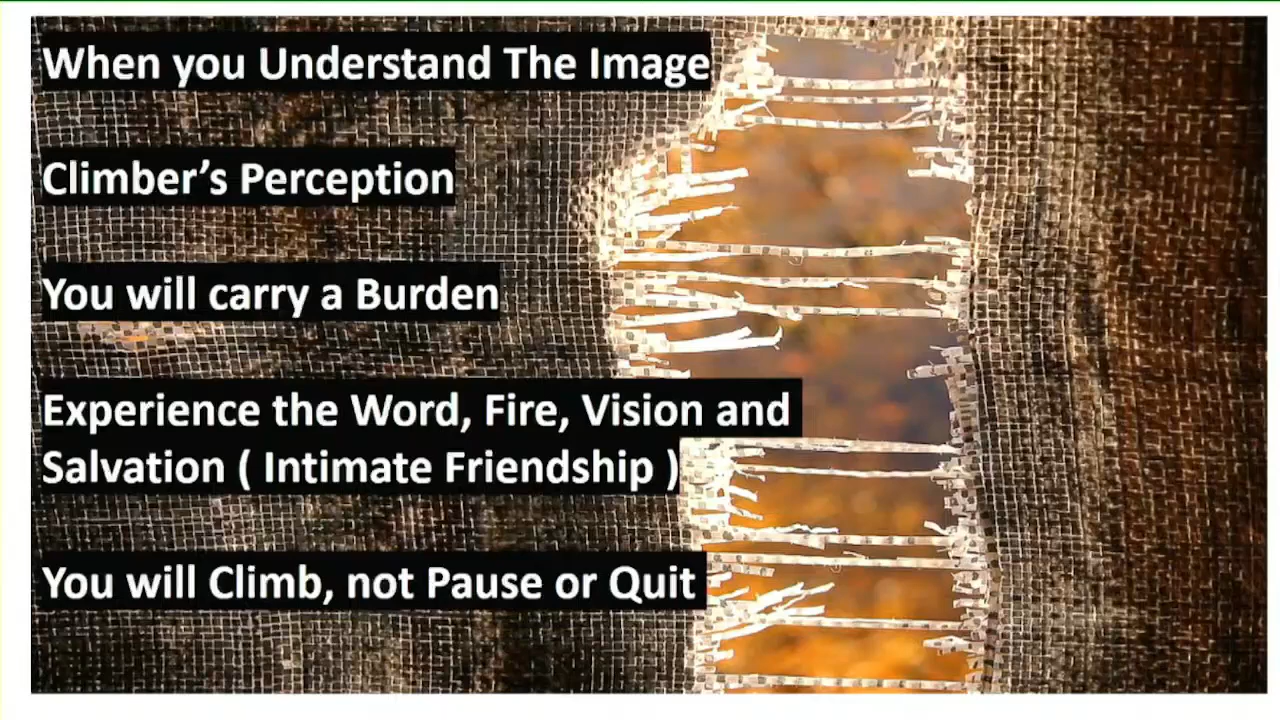 When you Understand The Image
Climber's Perception
You will carry a Burden
Experience the Word, Fire, Vision and
Salvation ( Intimate Friendship )
You will Climb, not Pause or Quit